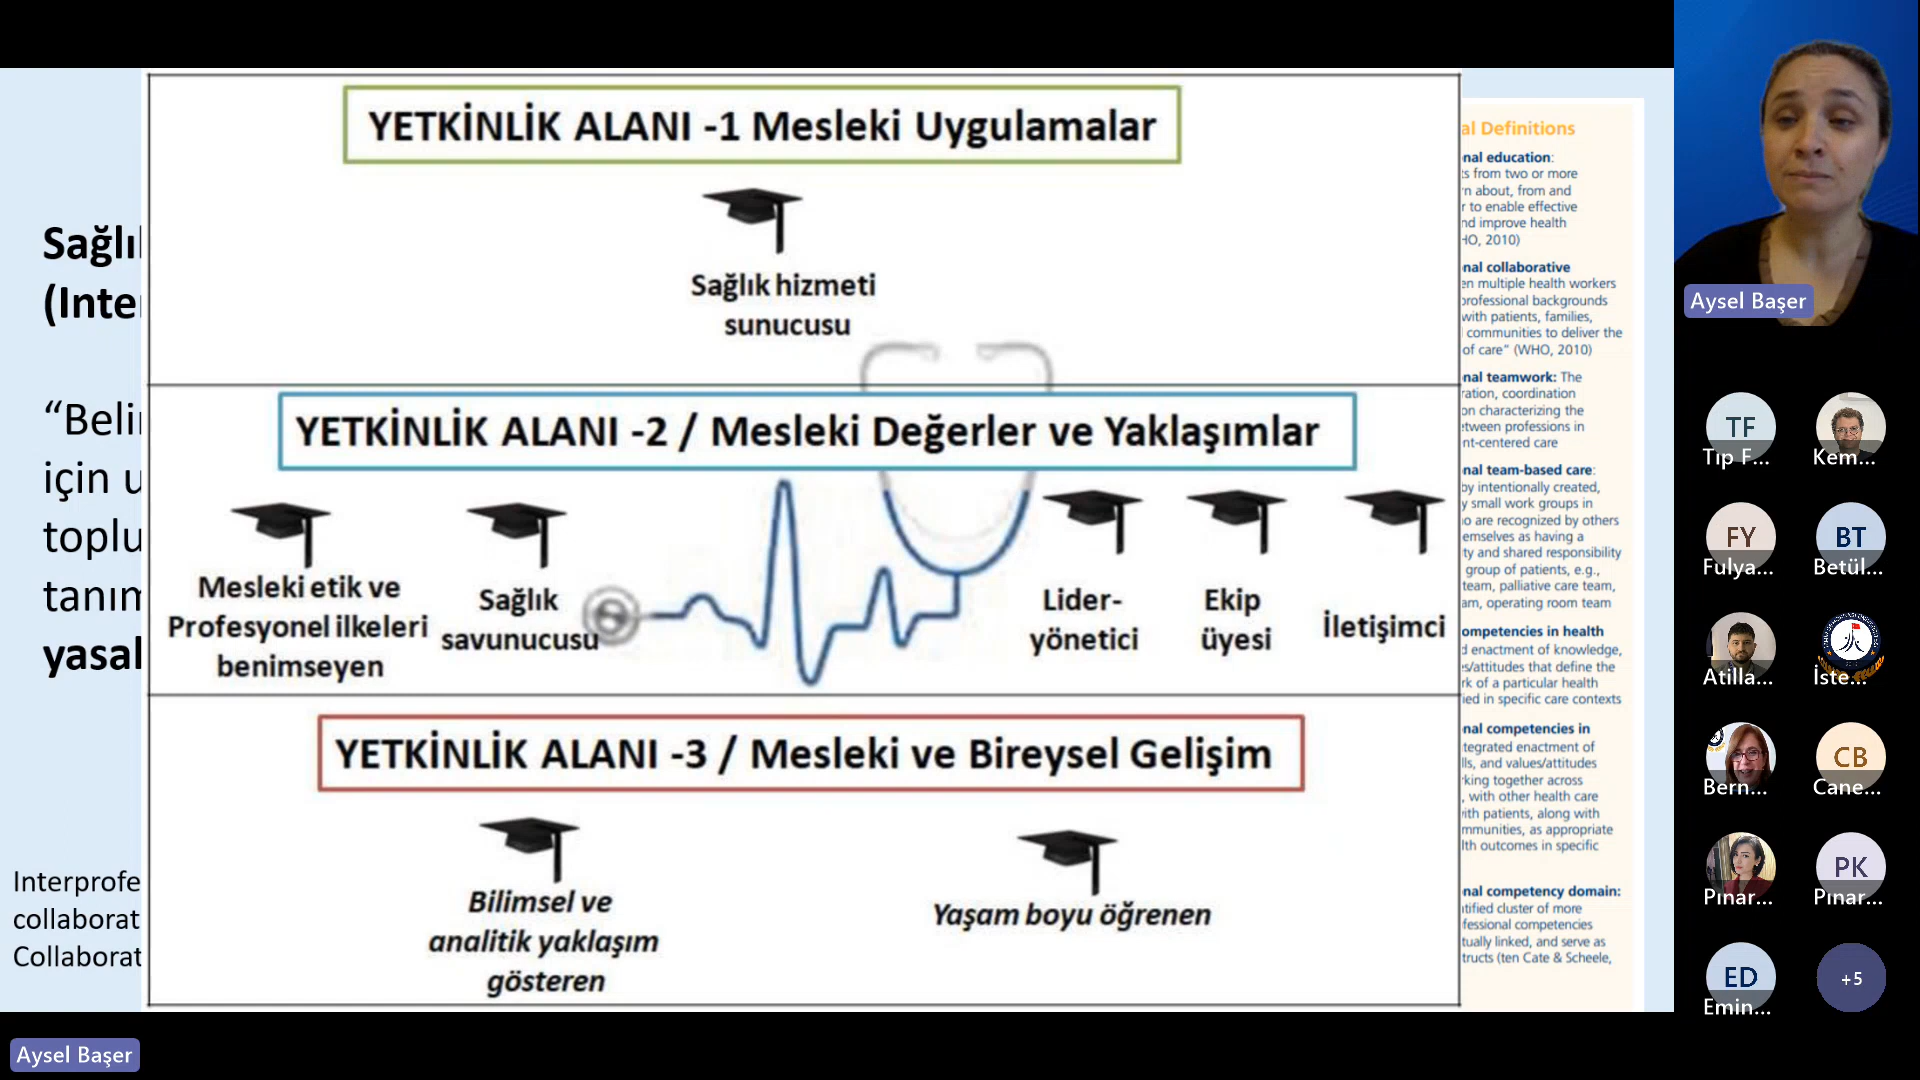 YETKİNLİK ALANI -1 Mesleki Uygulamalar
Sağlık hizmeti
sunucusu
YETKİNLİK ALANI -2 / Mesleki Değerler ve Yaklaşımlar
Mesleki etik ve
Profesyonel ilkeleri
benimseyen
Sağlık
savunucusu
Lider-
yönetici
Ekip
üyesi
İletişimci
YETKİNLİK ALANI -3 / Mesleki ve Bireysel Gelişim
Bilimsel ve
analitik yaklaşım
gösteren
Yaşam boyu öğrenen
(Inte
"Beli
için u
toplu
yasal
Interprofe
collaborat
Collaborat
al Definitions
nal education:
s from two or more
n about, from and
r to enable effective
nd improve health
HO, 2010)
nal collaborative
en multiple health workers
professional backgrounds
with patients, families,
communities to deliver the
of care" (WHO, 2010)
nal teamwork: The
ration, coordination
on characterizing the
etween professions in
nt-centered care
nal team-based care:
by intentionally created,
y small work groups in
o are recognized by others
emselves as having a
ty and shared responsibility
group of patients, e.g.,
team, palliative care team,
am, operating room team
ompetencies in health
d enactment of knowledge,
s/attitudes that define the
rk of a particular health
ied in specific care contexts
nal competencies in
tegrated enactment of
lls, and values/attitudes
rking together across
, with other health care
ith patients, along with
mmunities, as appropriate
lth outcomes in specific
nal competency domain:
tified cluster of more
fessional competencies
tually linked, and serve as
tructs (ten Cate & Scheele,
Aysel Başer
TF
Tıp F...
Kem...
FY
Fulya...
BT
Betül...
Atilla...
İste...
Bern...
CB
Cane...
Pınar...
PK
Pınar...
ED
Emin...
+5
Aysel Başer